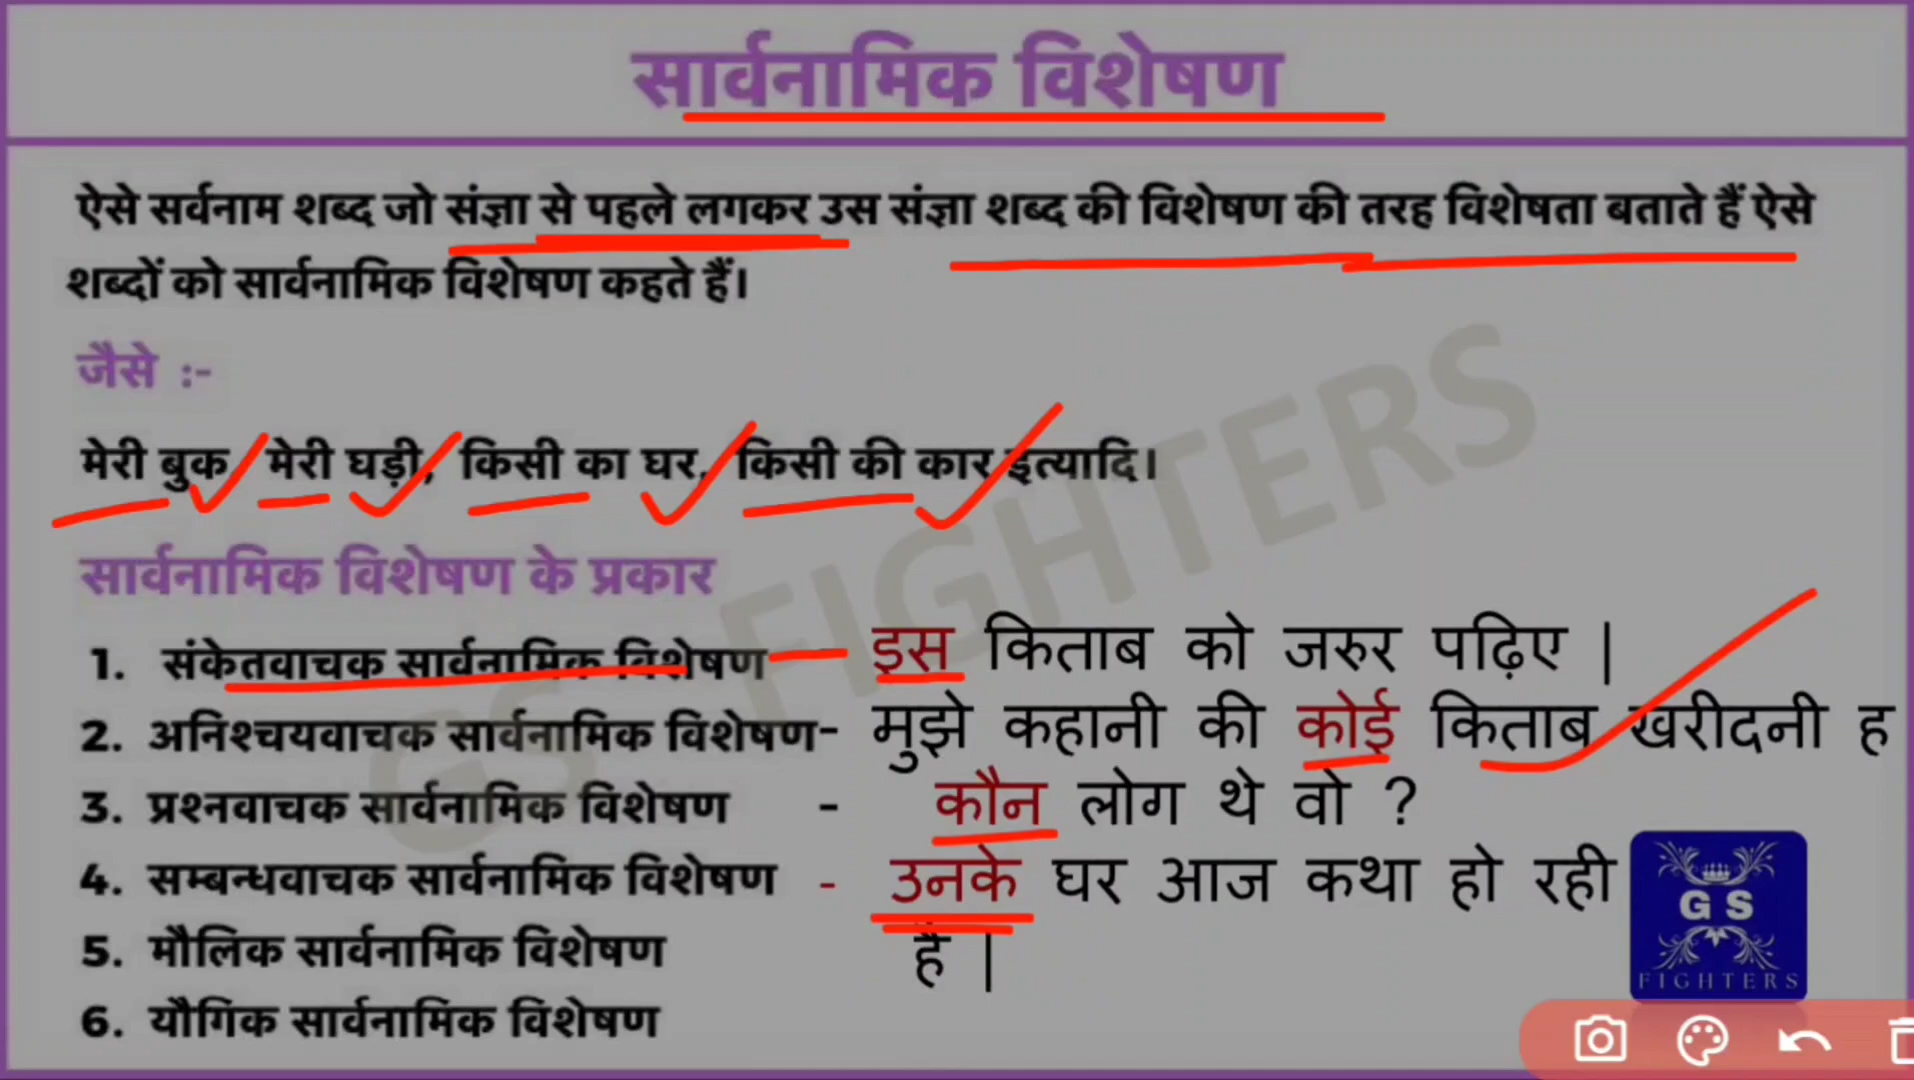 सार्वनामिक विशेषण
ऐसे सर्वनाम शब्द जो संज्ञा से पहले लगकर उस संज्ञा शब्द की विशेषण की तरह विशेषता बताते हैं ऐसे
शब्दों को सार्वनामिक विशेषण कहते हैं।
जैसे :-
मेरी बुक मेरी घड़ी, किसी का घर, किसी की कार इत्यादि।
सार्वनामिक विशेषण के प्रकार
1. संकेतवाचक सार्वनामिक विशेषण - इस किताब को जरुर पढ़िए |
2. अनिश्चयवाचक सार्वनामिक विशेषण- मुझे कहानी की कोई किताब खरीदनी ह
3. प्रश्नवाचक सार्वनामिक विशेषण - कौन लोग थे वो ?
4. सम्बन्धवाचक सार्वनामिक विशेषण - उनके घर आज कथा हो रही
है |
5. मौलिक सार्वनामिक विशेषण
6. यौगिक सार्वनामिक विशेषण
GS FIGHTERS
G S
FIGHTERS